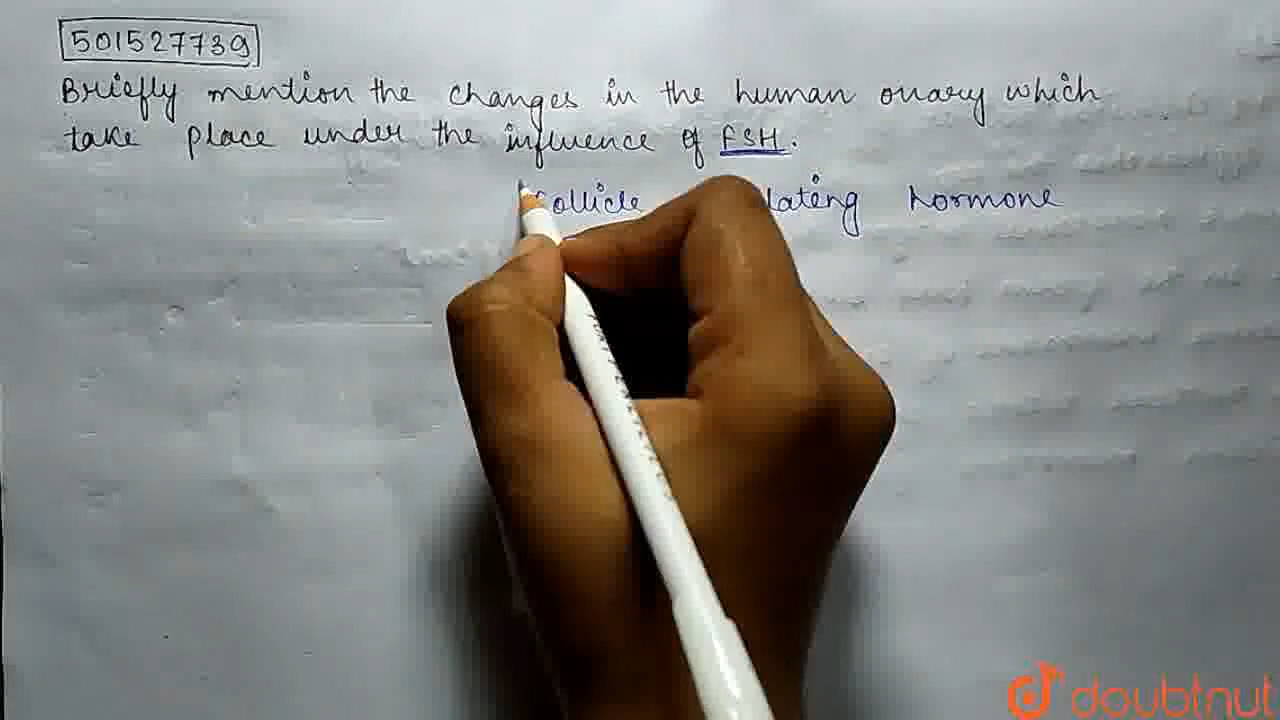 501527739
Briefly mention the changes in the human ovary which
take place under the influence of FSH.
Follicle lating hormone
doubtnut